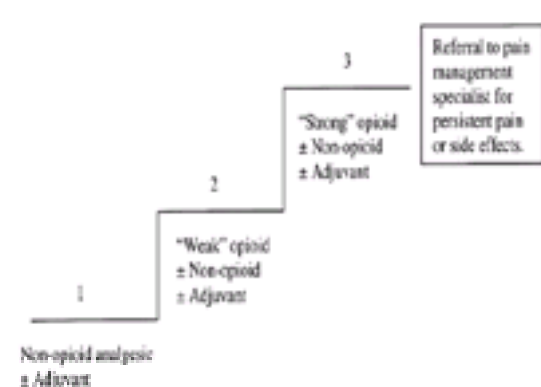 3
Referral to pain
management
specialist for
persistent pain
or side effects.
"Strong" opioid
± Non-opioid
± Adjuvant
2
"Weak" opioid
± Non-opioid
± Adjuvant
1
Non-opioid analgesic
± Adjuvant